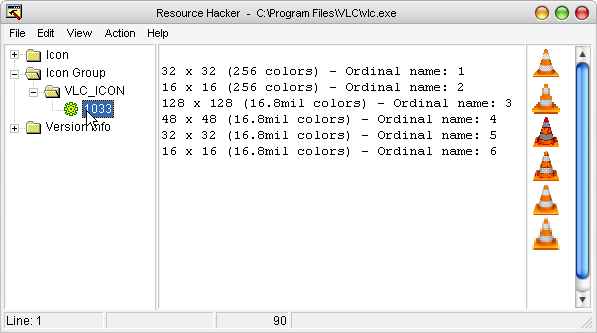 Resource Hacker - C:\Program Files\VLC\vlc.exe
File Edit View Action Help
Icon
Icon Group
VLC_ICON
1033
Version Info
32 x 32 (256 colors) - Ordinal name: 1
16 x 16 (256 colors) - Ordinal name: 2
128 x 128 (16.8mil colors) - Ordinal name: 3
48 x 48 (16.8mil colors) - Ordinal name: 4
32 x 32 (16.8mil colors) - Ordinal name: 5
16 x 16 (16.8mil colors) - Ordinal name: 6
Line: 1 90